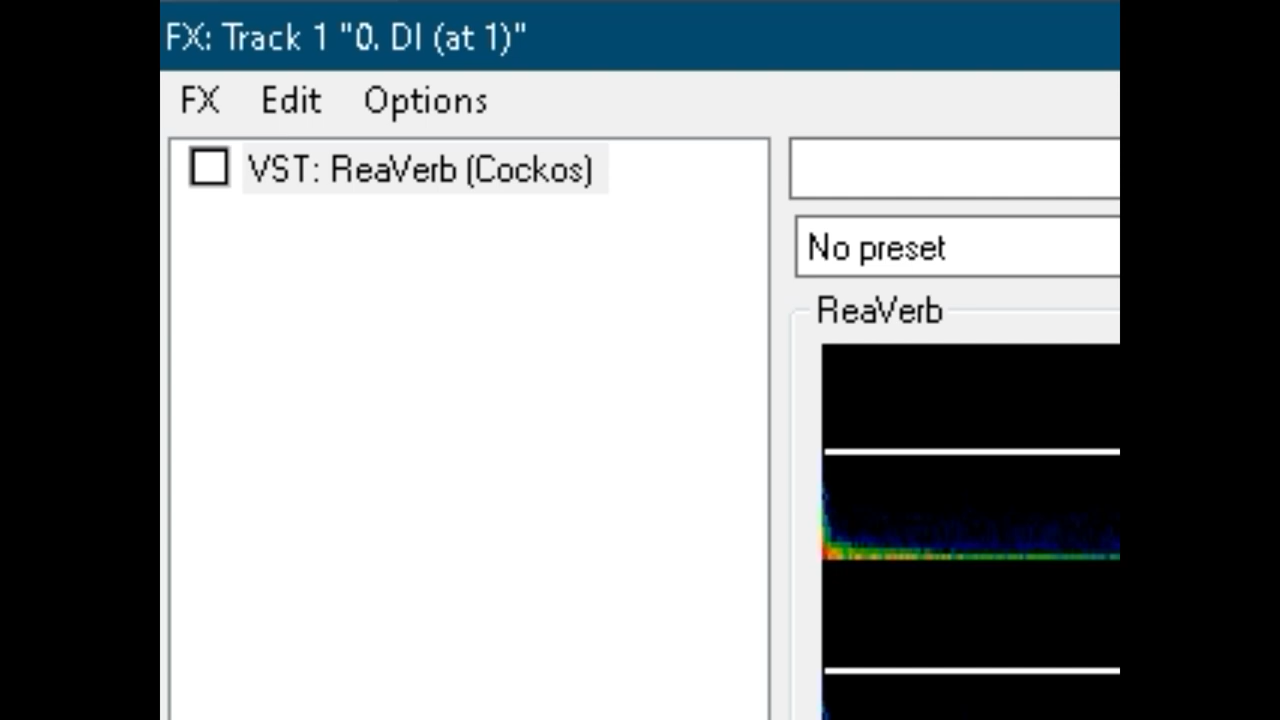 FX: Track 1 "0. DI (at 1)"
FX Edit Options
VST: ReaVerb (Cockos)
No preset
ReaVerb